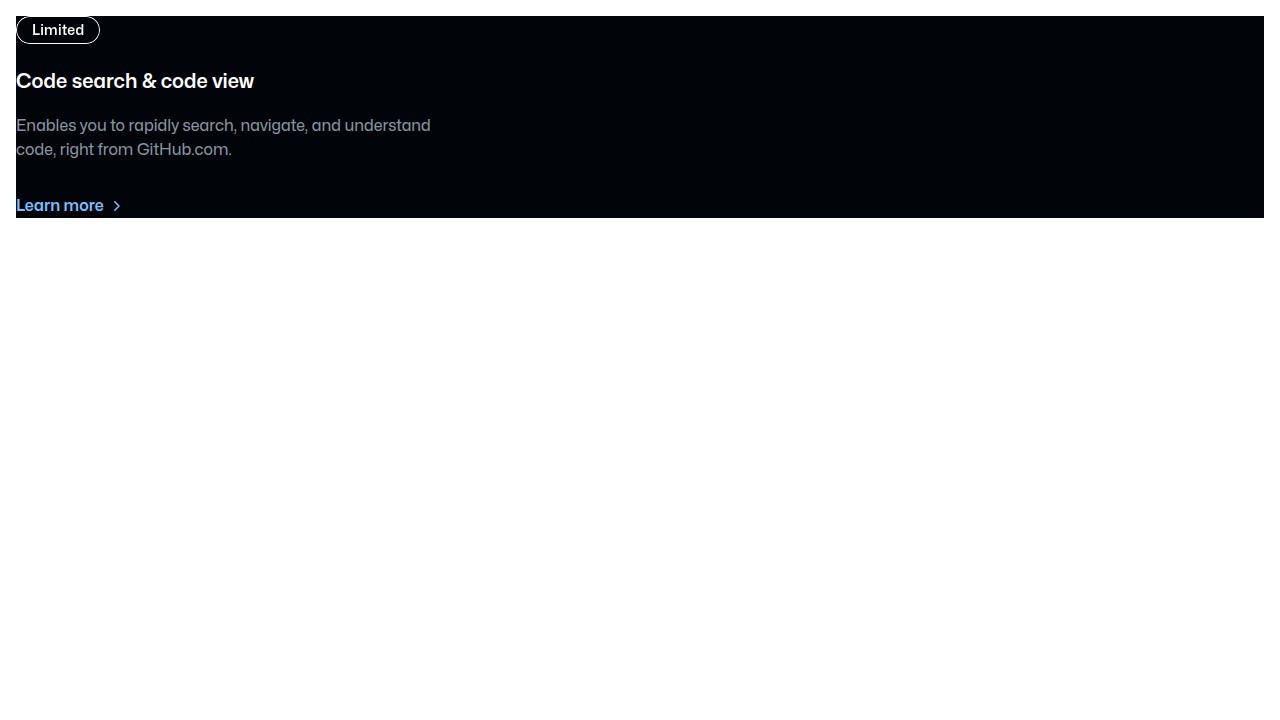 Limited
Code search & code view
Enables you to rapidly search, navigate, and understand
code, right from GitHub.com.
Learn more